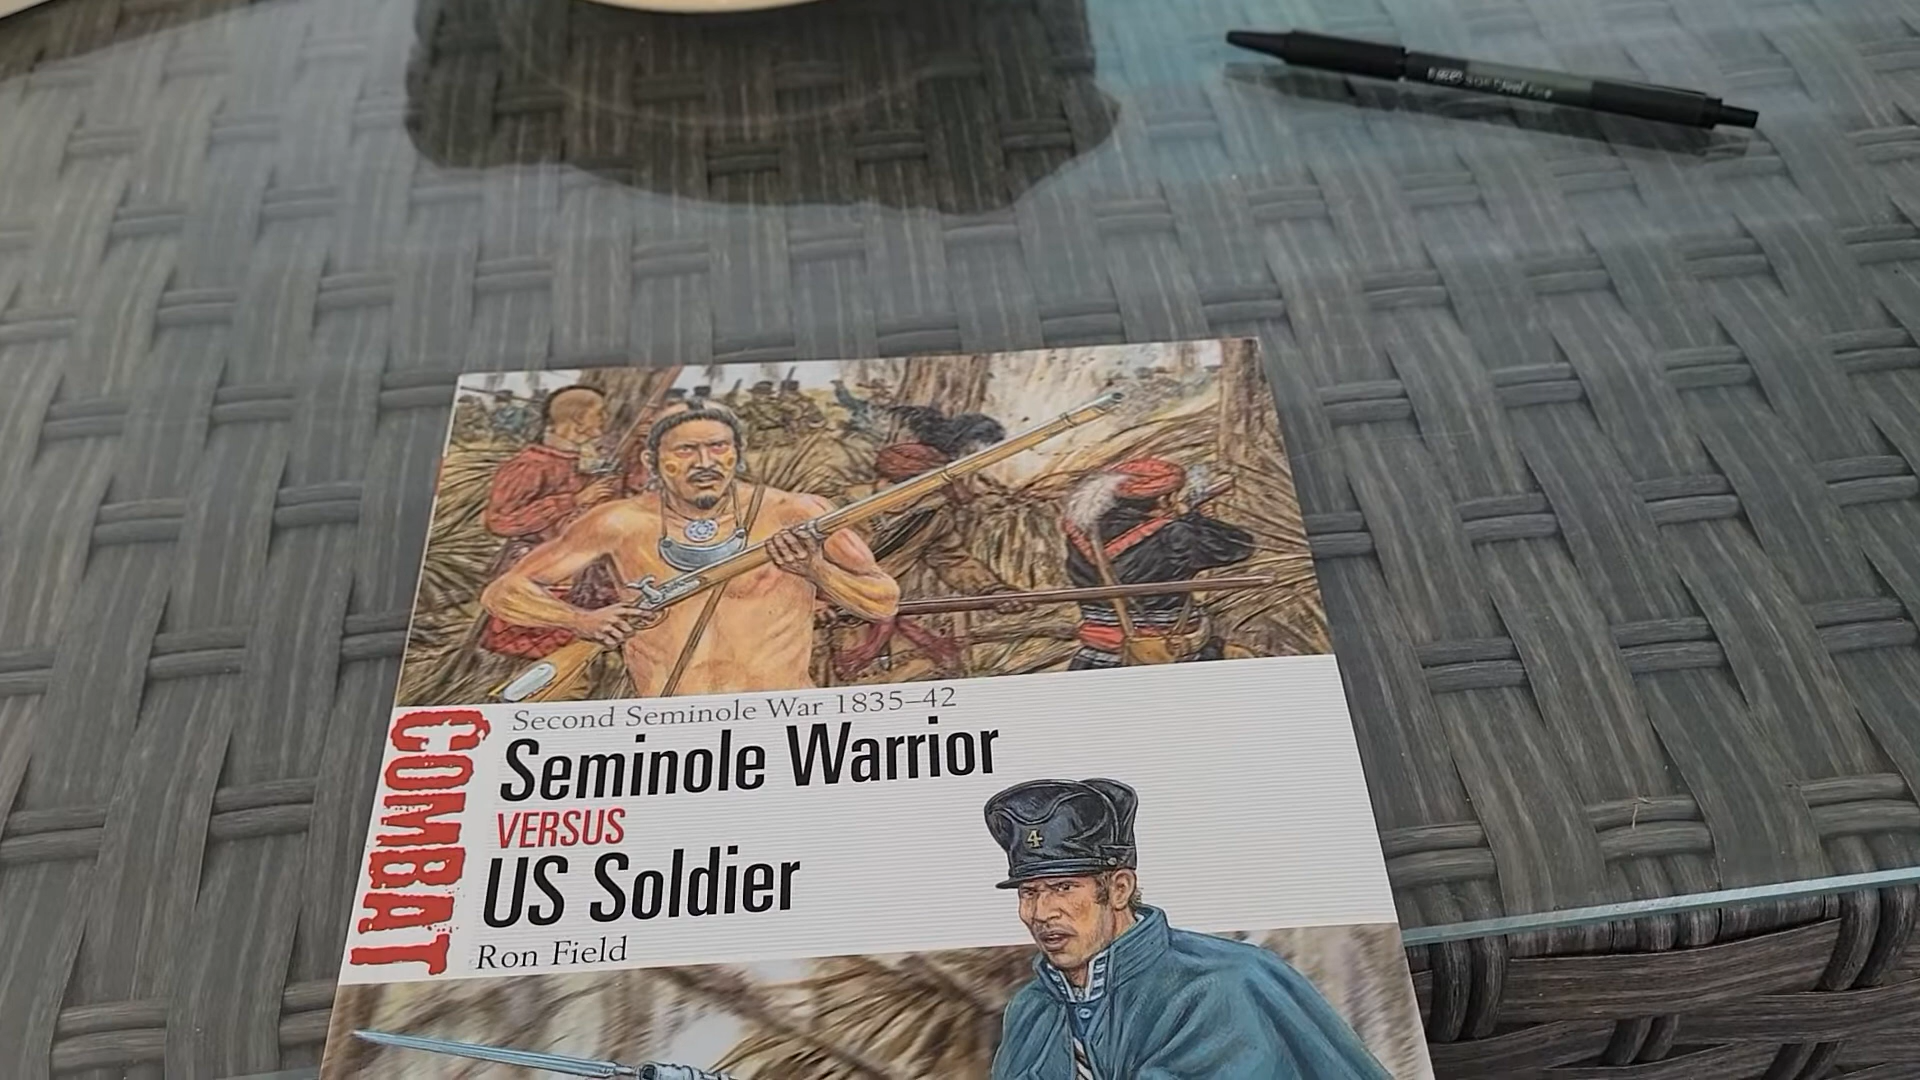 Second Seminole War 1835–42
Seminole Warrior
VERSUS
US Soldier
Ron Field
COMBAT
4